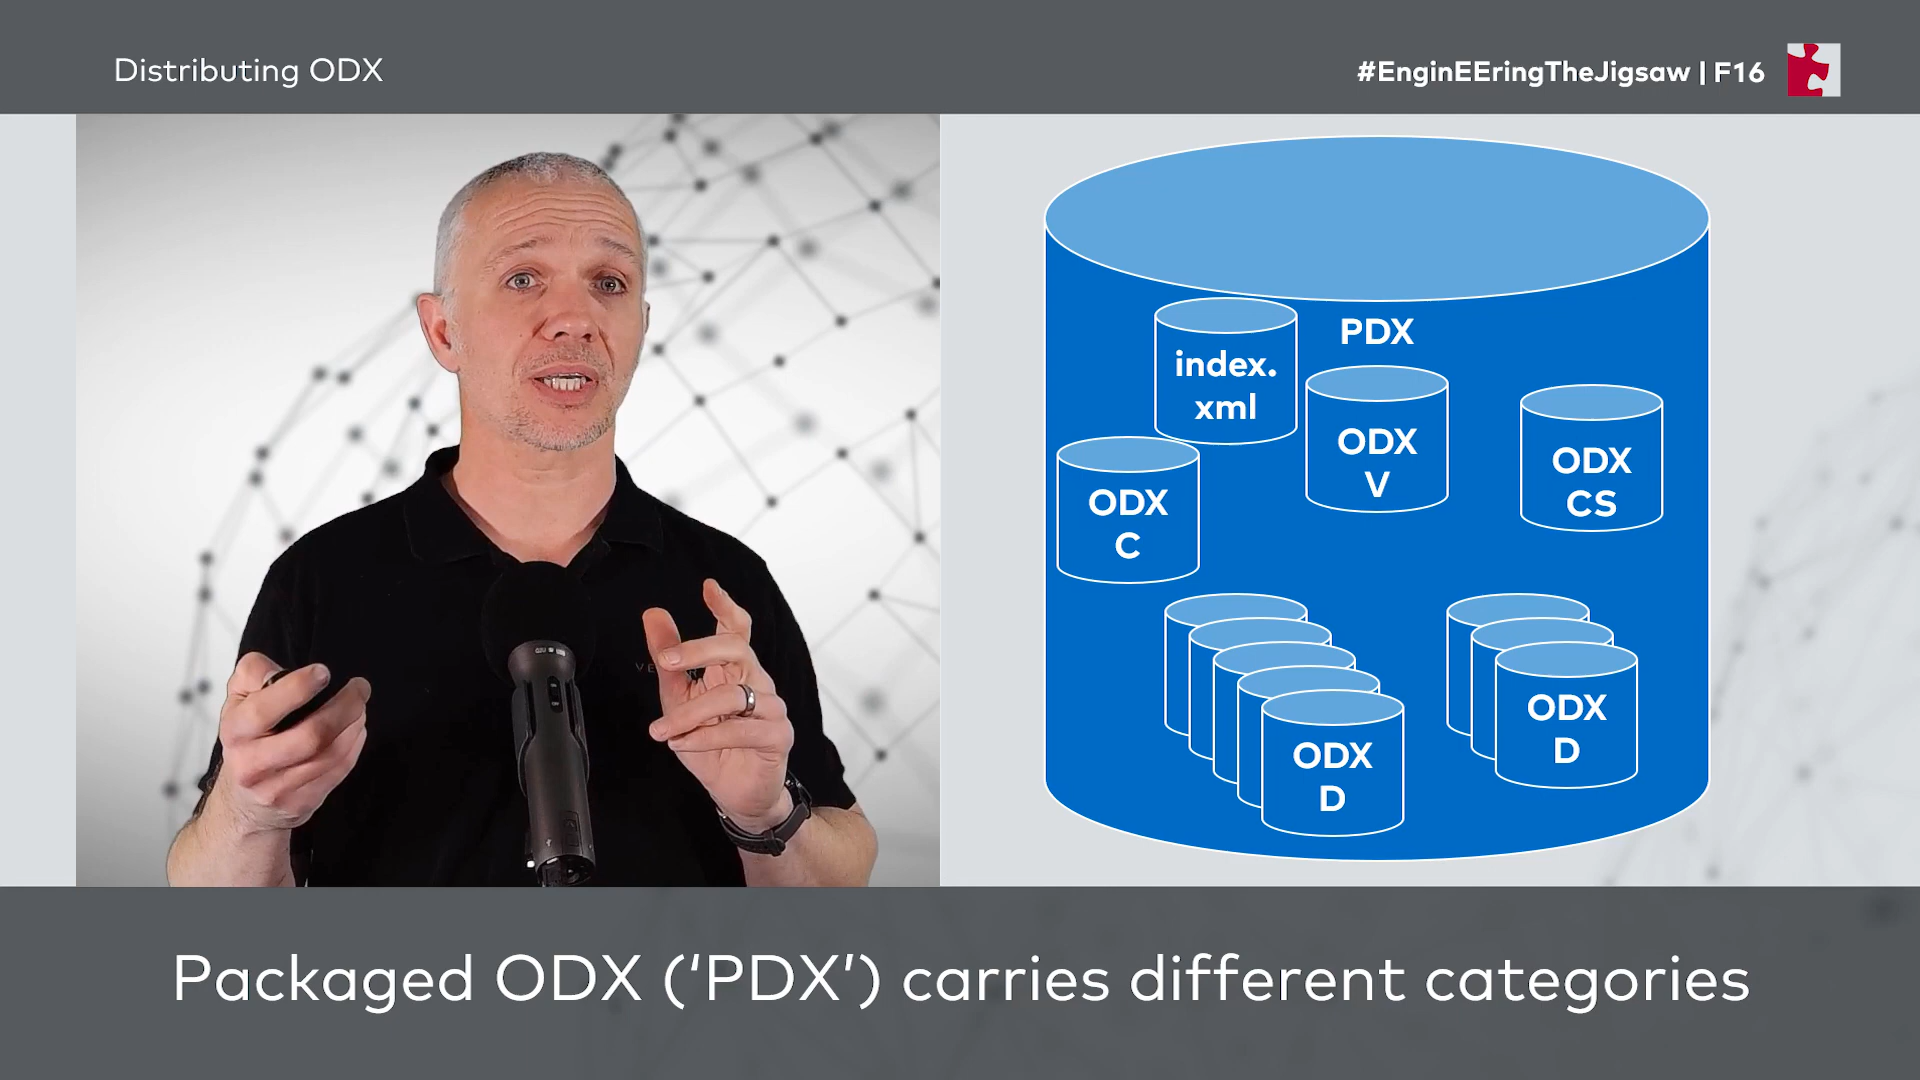 Distributing ODX
#EnginEEringTheJigsaw | F16
PDX
index.
xml
ODX
V
ODX
CS
ODX
C
ODX
D
ODX
D
Packaged ODX (‘PDX’) carries different categories